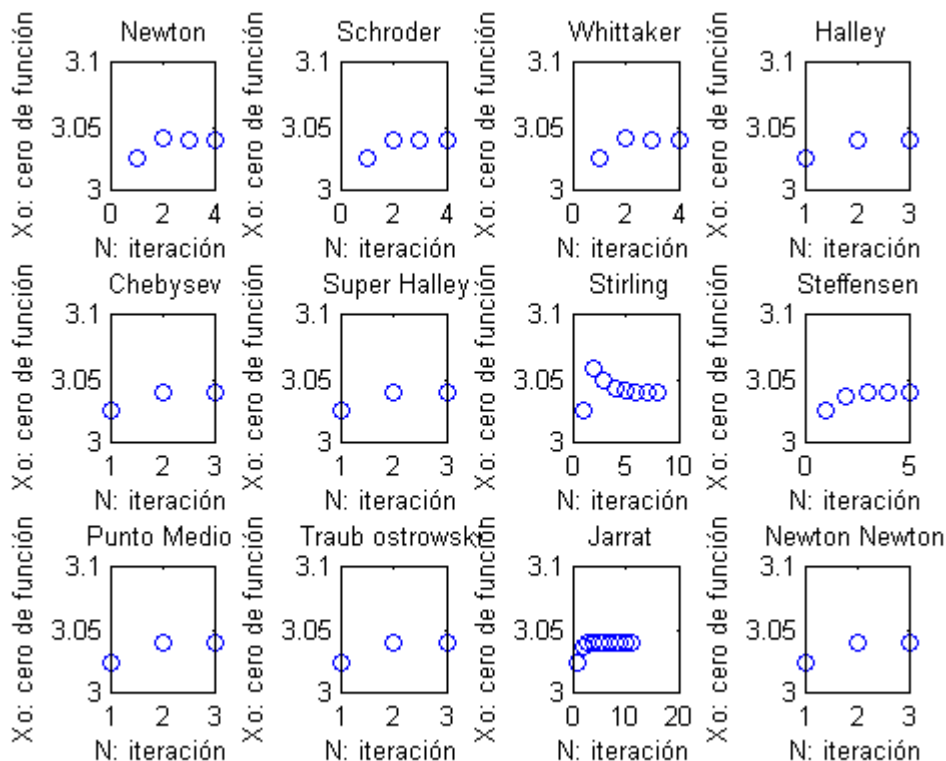 Newton
Schroder
Whittaker
Halley
Xo: cero de función
3.1
3.05
3
0
2
4
N: iteración
Xo: cero de función
3.1
3.05
3
0
2
4
N: iteración
Xo: cero de función
3.1
3.05
3
0
2
4
N: iteración
Xo: cero de función
3.1
3.05
3
1
2
3
N: iteración
Chebysev
Super Halley
Stirling
Steffensen
Xo: cero de función
3.1
3.05
3
1
2
3
N: iteración
Xo: cero de función
3.1
3.05
3
1
2
3
N: iteración
Xo: cero de función
3.1
3.05
3
0
5
10
N: iteración
Xo: cero de función
3.1
3.05
3
0
5
N: iteración
Punto Medio
Traub ostrowski
Jarrat
Newton Newton
Xo: cero de función
3.1
3.05
3
1
2
3
N: iteración
Xo: cero de función
3.1
3.05
3
1
2
3
N: iteración
Xo: cero de función
3.1
3.05
3
0
10
20
N: iteración
Xo: cero de función
3.1
3.05
3
1
2
3
N: iteración